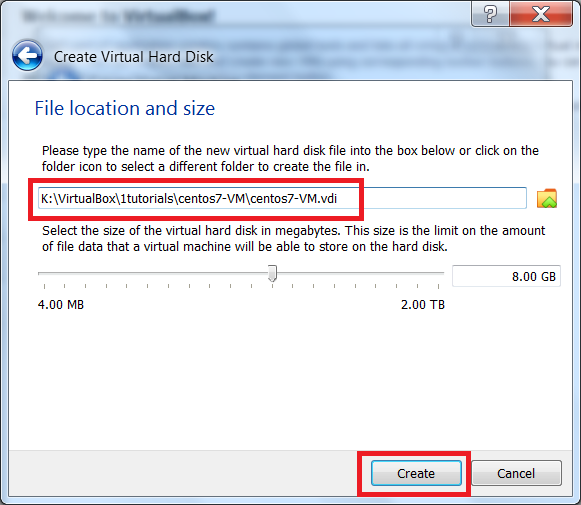 Welcome to VirtualBox!
Create Virtual Hard Disk
File location and size
Please type the name of the new virtual hard disk file into the box below or click on the
folder icon to select a different folder to create the file in.
K:\VirtualBox\1tutorials\centos7-VM\centos7-VM.vdi
Select the size of the virtual hard disk in megabytes. This size is the limit on the amount
of file data that a virtual machine will be able to store on the hard disk.
8.00 GB
4.00 MB 2.00 TB
Create Cancel